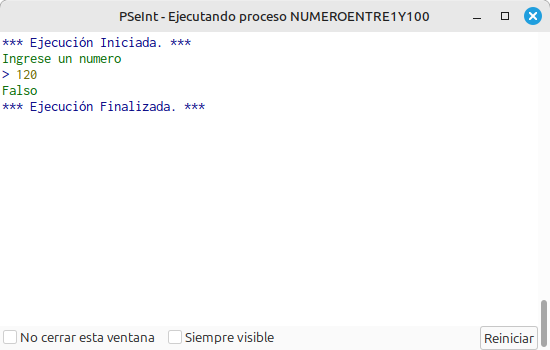 PSeInt - Ejecutando proceso NUMEROENTRE1Y100
*** Ejecución Iniciada. ***
Ingrese un numero
> 120
Falso
*** Ejecución Finalizada. ***
No cerrar esta ventana
Siempre visible
Reiniciar